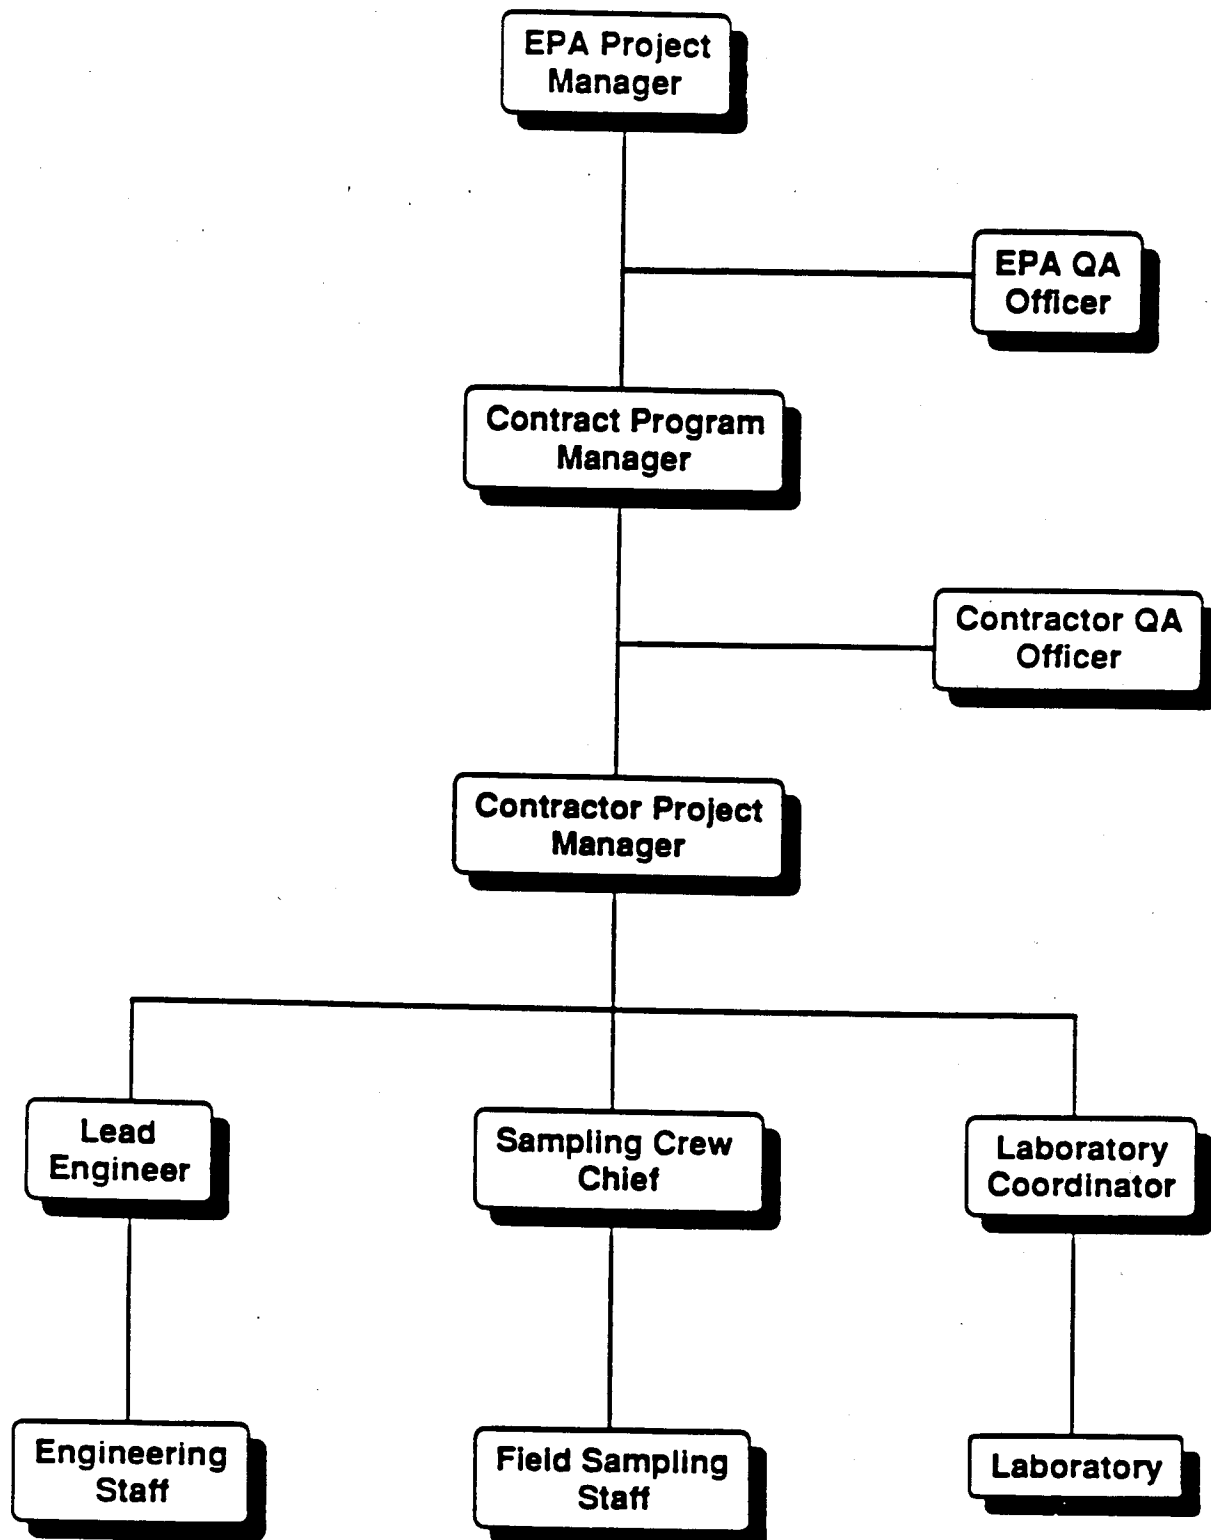 EPA Project
Manager
EPA QA
Officer
Contract Program
Manager
Contractor QA
Officer
Contractor Project
Manager
Lead
Engineer
Sampling Crew
Chief
Laboratory
Coordinator
Engineering
Staff
Field Sampling
Staff
Laboratory